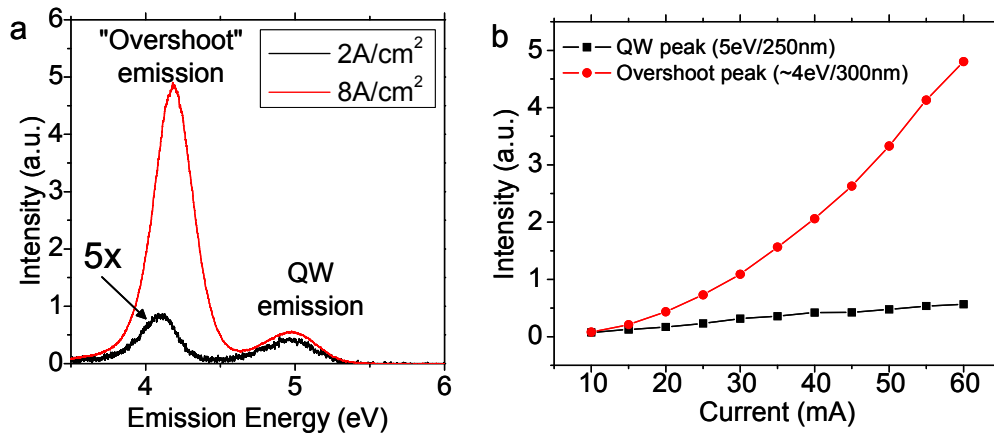 a
"Overshoot"
emission
2A/cm²
8A/cm²
5x
QW
emission
Intensity (a.u.)
6
5
4
3
2
1
0
4
5
6
Emission Energy (eV)
b
QW peak (5eV/250nm)
Overshoot peak (~4eV/300nm)
Intensity (a.u.)
5
4
3
2
1
0
10
20
30
40
50
60
Current (mA)